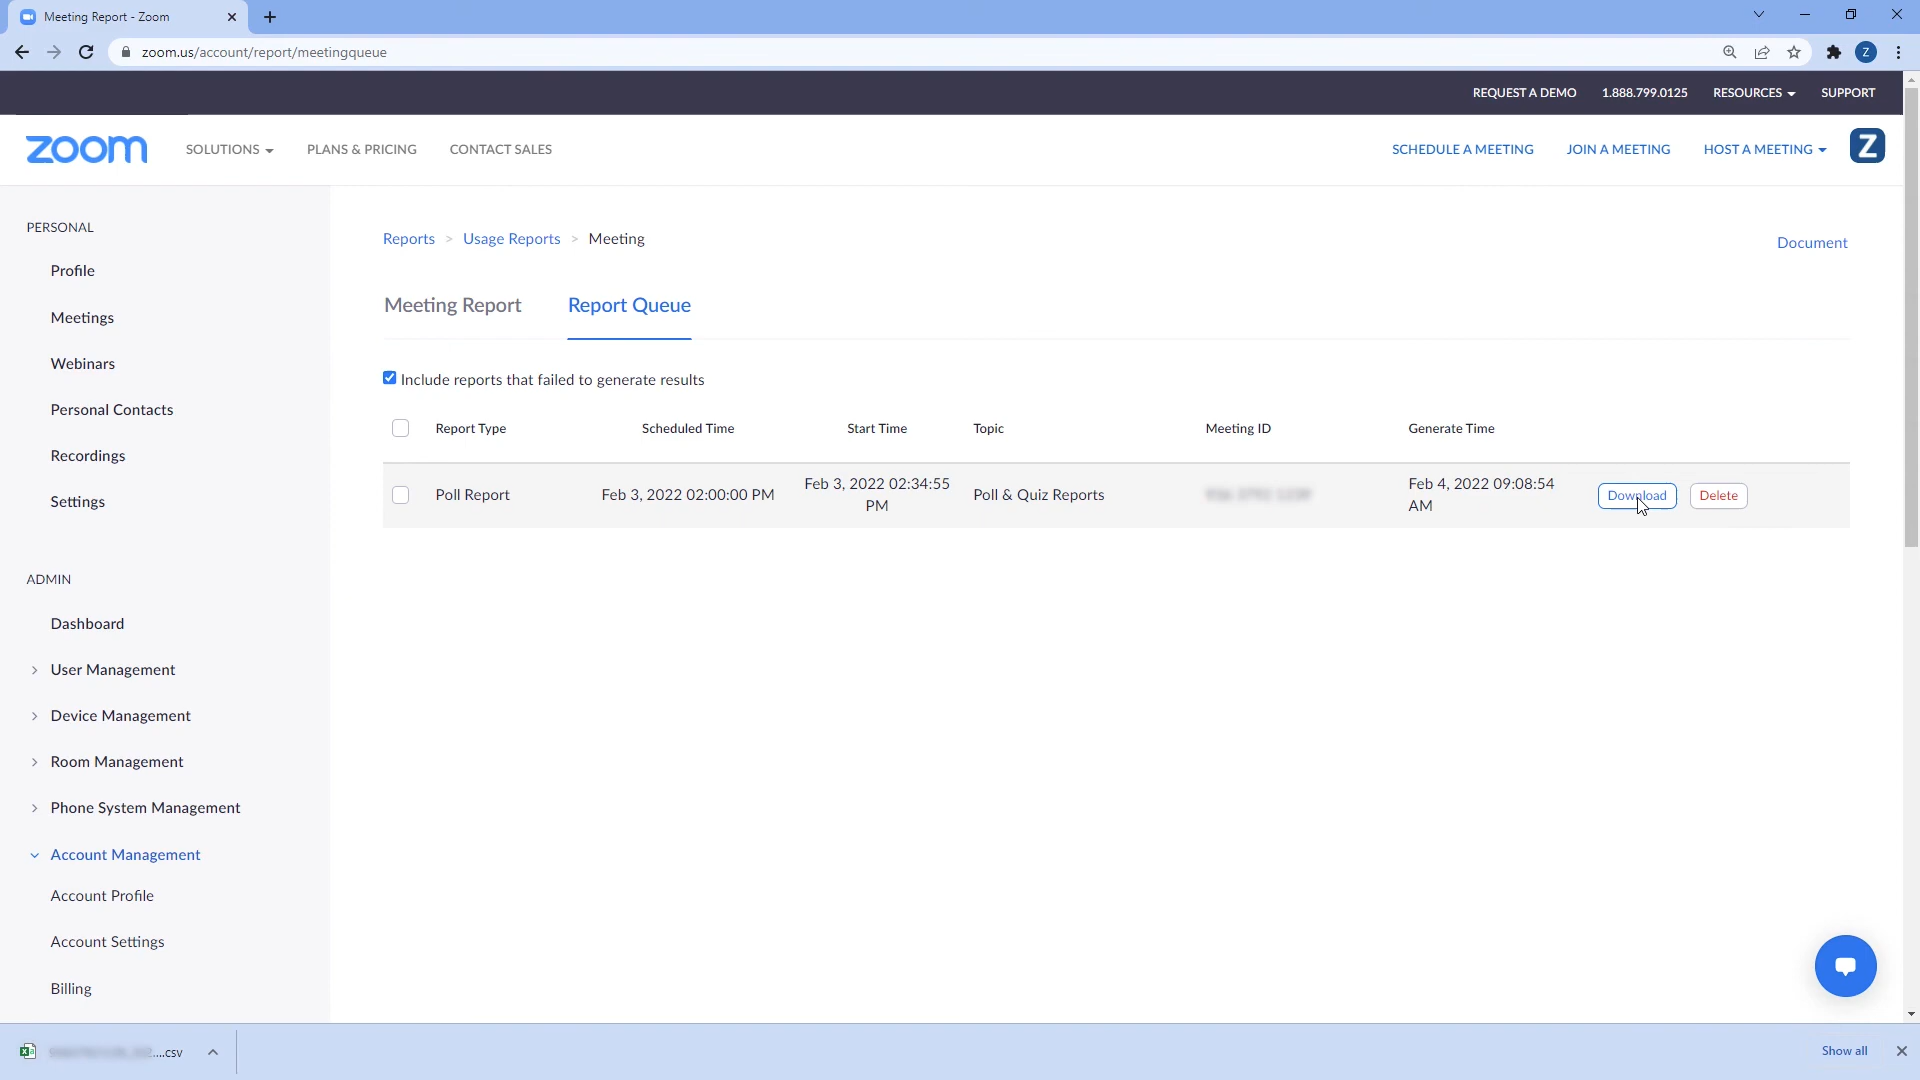 Meeting Report - Zoom
zoom.us/account/report/meetingqueue
Z
REQUEST A DEMO 1.888.799.0125 RESOURCES SUPPORT
zoom SOLUTIONS PLANS & PRICING CONTACT SALES SCHEDULE A MEETING JOIN A MEETING HOST A MEETING Z
PERSONAL
Profile
Meetings
Webinars
Personal Contacts
Recordings
Settings
ADMIN
Dashboard
User Management
Device Management
Room Management
Phone System Management
Account Management
Account Profile
Account Settings
Billing
Reports > Usage Reports > Meeting
Document
Meeting Report Report Queue
Include reports that failed to generate results
Report Type Scheduled Time Start Time Topic Meeting ID Generate Time
Poll Report Feb 3, 2022 02:00:00 PM Feb 3, 2022 02:34:55 PM Poll & Quiz Reports Feb 4, 2022 09:08:54 AM Download Delete
....csv
Show all